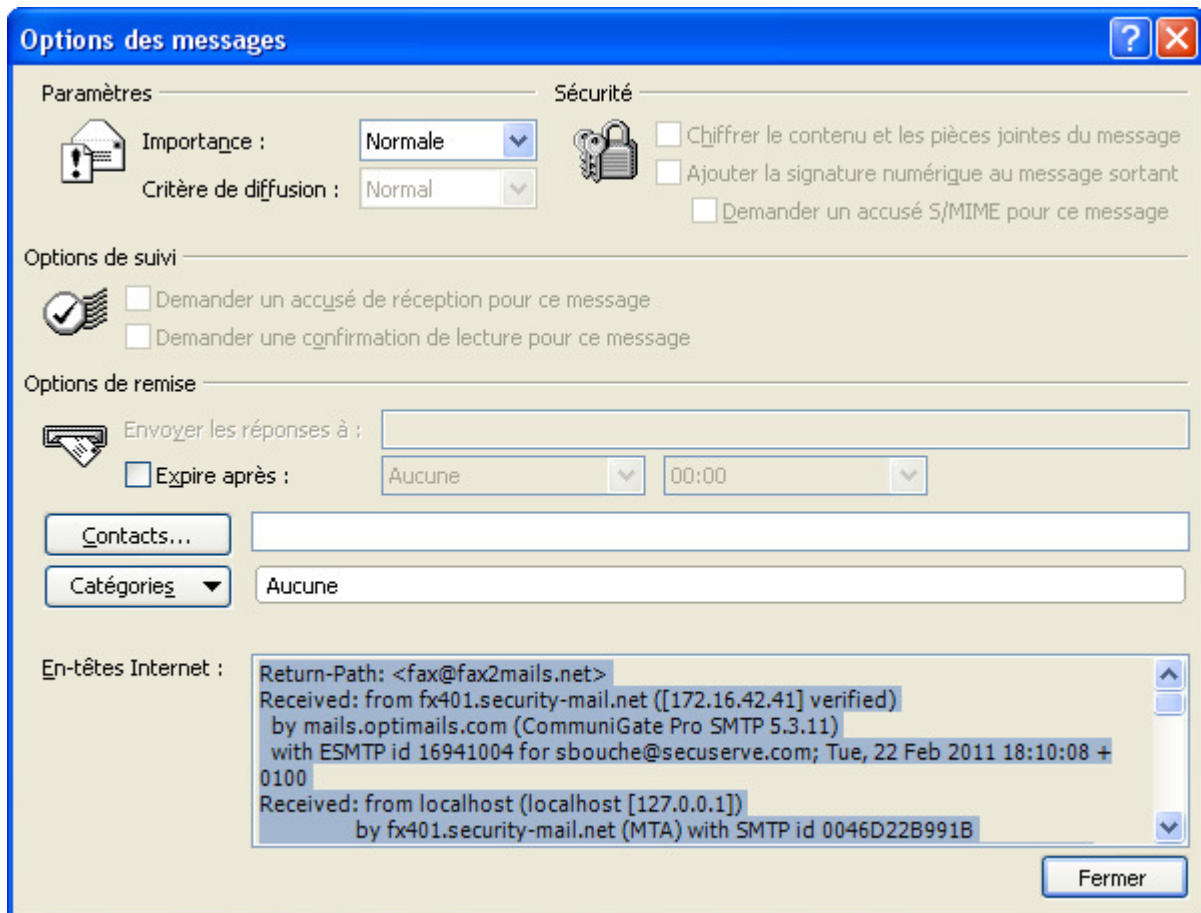 Options des messages
Paramètres
Sécurité
Importance :
Normale
Chiffrer le contenu et les pièces jointes du message
Critère de diffusion :
Normal
Ajouter la signature numérique au message sortant
Demander un accusé S/MIME pour ce message
Options de suivi
Demander un accusé de réception pour ce message
Demander une confirmation de lecture pour ce message
Options de remise
Envoyer les réponses à :
Expire après :
Aucune
00:00
Contacts...
Catégories
Aucune
En-têtes Internet :
Return-Path: <fax@fax2mails.net>
Received: from fx401.security-mail.net ([172.16.42.41] verified)
by mails.optimails.com (CommuniGate Pro SMTP 5.3.11)
with ESMTP id 16941004 for sbouche@secuserve.com; Tue, 22 Feb 2011 18:10:08 +
0100
Received: from localhost (localhost [127.0.0.1])
by fx401.security-mail.net (MTA) with SMTP id 0046D22B991B
Fermer